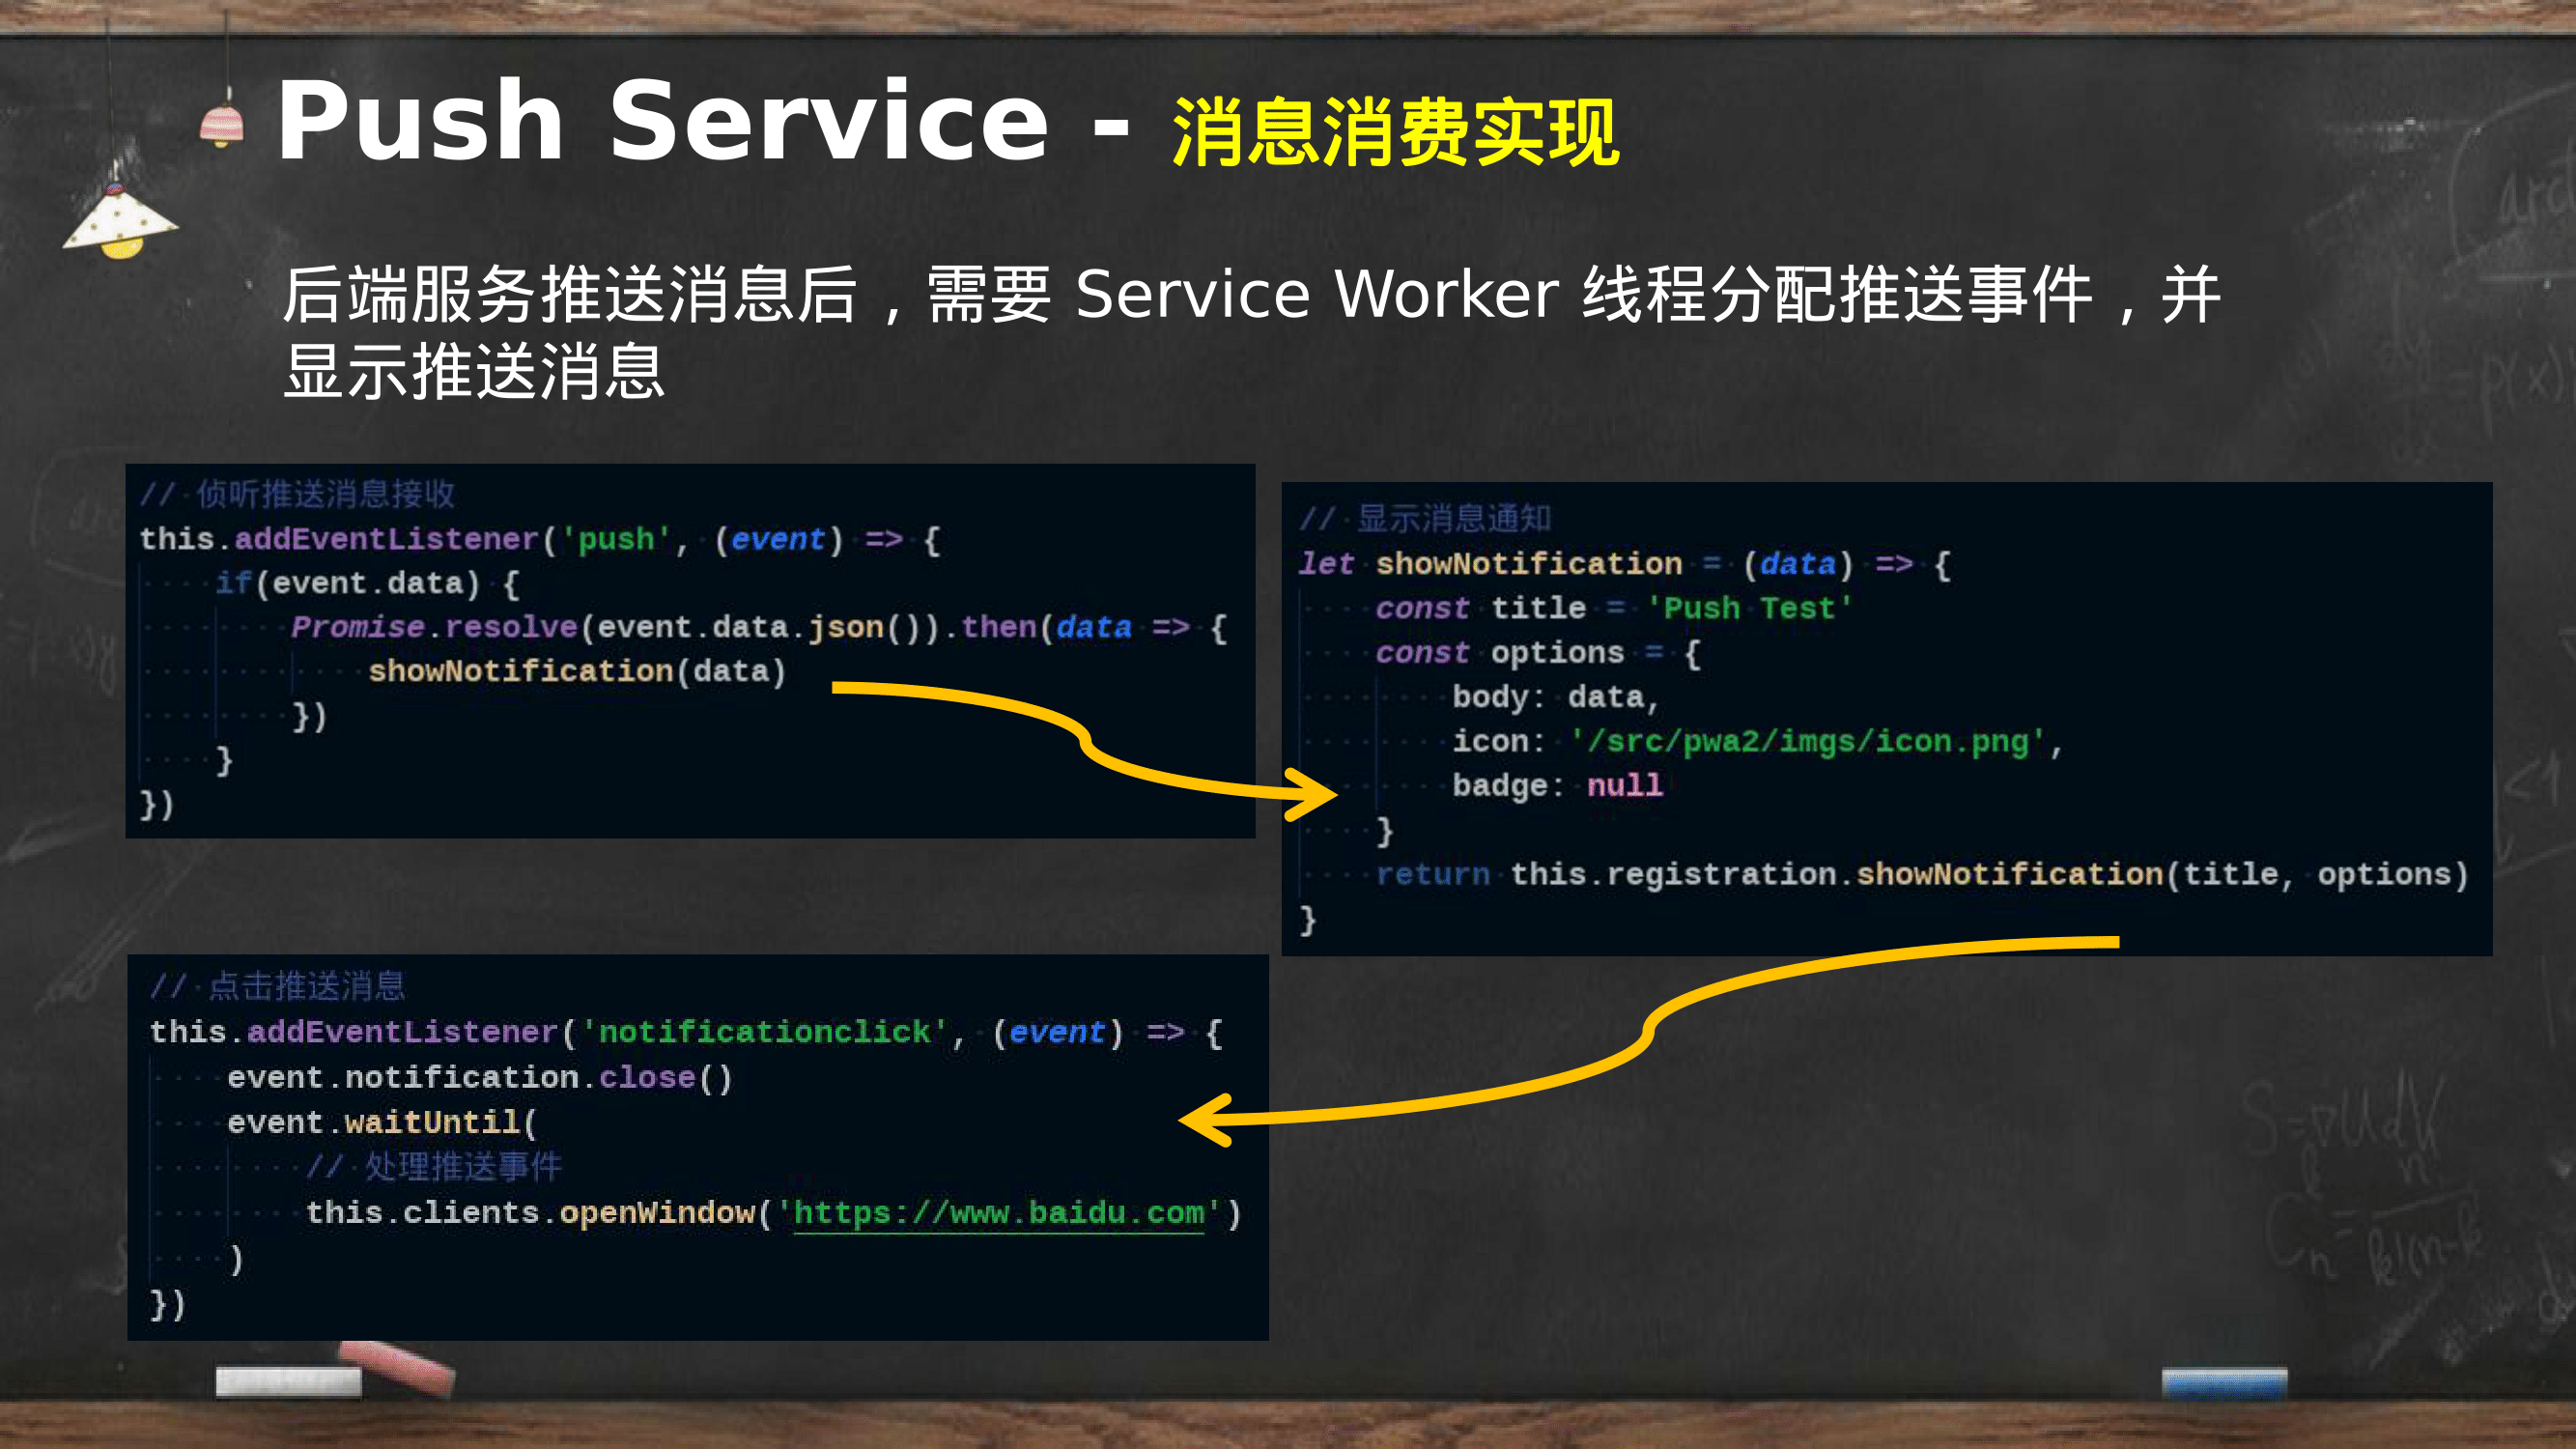 Push Service - 消息消费实现
后端服务推送消息后，需要 Service Worker 线程分配推送事件，并
显示推送消息
// 侦听推送消息接收
this.addEventListener('push', (event) => {
    if(event.data) {
        Promise.resolve(event.data.json()).then(data => {
            showNotification(data)
        })
    }
})
// 显示消息通知
let showNotification = (data) => {
    const title = 'Push Test'
    const options = {
        body: data,
        icon: '/src/pwa2/imgs/icon.png',
        badge: null
    }
    return this.registration.showNotification(title, options)
}
// 点击推送消息
this.addEventListener('notificationclick', (event) => {
    event.notification.close()
    event.waitUntil(
        // 处理推送事件
        this.clients.openWindow('https://www.baidu.com')
    )
})